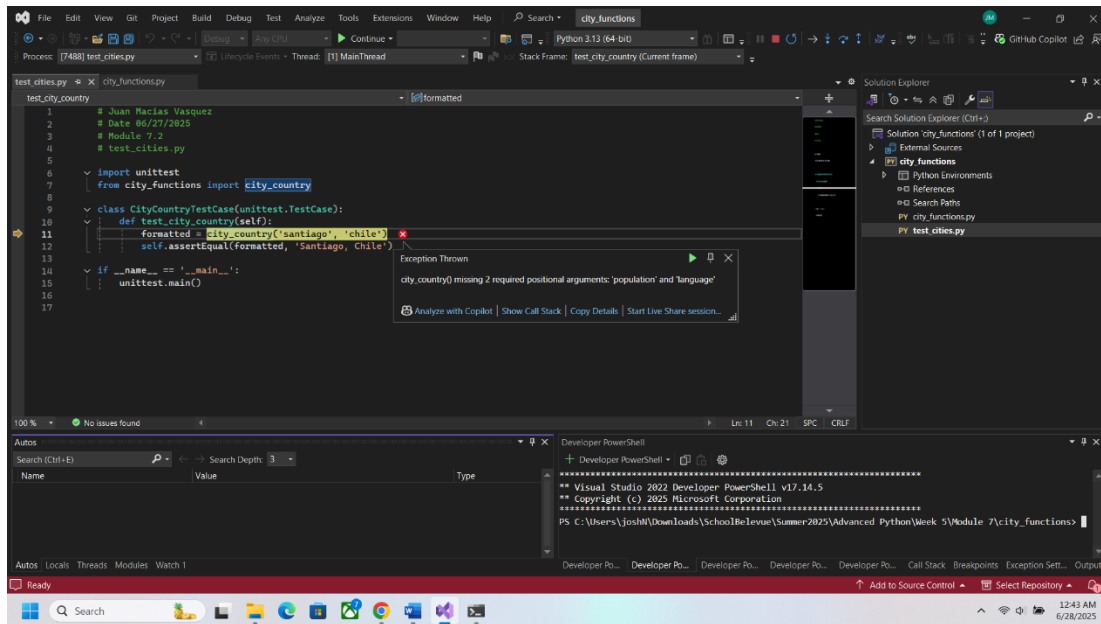 File Edit View Git Project Build Debug Test Analyze Tools Extensions Window Help Search city_functions JM
Debug Any CPU Continue Python 3.13 (64-bit) GitHub Copilot
Process: [7488] test_cities.py Lifecycle Events Thread: [1] MainThread Stack Frame: test_city_country (Current frame)
test_cities.py city_functions.py
test_city_country formatted
1 # Juan Macias Vasquez
2 # Date 06/27/2025
3 # Module 7.2
4 # test_cities.py
5
6 import unittest
7 from city_functions import city_country
8
9 class CityCountryTestCase(unittest.TestCase):
10 def test_city_country(self):
11 formatted = city_country('santiago', 'chile')
12 self.assertEqual(formatted, 'Santiago, Chile')
13
14 if __name__ == '__main__':
15 unittest.main()
16
17
Exception Thrown
city_country() missing 2 required positional arguments: 'population' and 'language'
Analyze with Copilot | Show Call Stack | Copy Details | Start Live Share session...
100 % No issues found Ln: 11 Ch: 21 SPC CRLF
Solution Explorer
Search Solution Explorer (Ctrl+;)
Solution 'city_functions' (1 of 1 project)
External Sources
PY city_functions
Python Environments
References
Search Paths
PY city_functions.py
PY test_cities.py
Autos
Search (Ctrl+E) Search Depth: 3
Name Value Type
Autos Locals Threads Modules Watch 1
Developer PowerShell
+ Developer PowerShell
** Visual Studio 2022 Developer PowerShell v17.14.5
** Copyright (c) 2025 Microsoft Corporation
PS C:\Users\joshN\Downloads\SchoolBelevue\Summer2025\Advanced Python\Week 5\Module 7\city_functions>
Developer Po... Developer Po... Developer Po... Developer Po... Developer Po... Call Stack Breakpoints Exception Sett... Output
Ready Add to Source Control Select Repository
Search 12:43 AM
6/28/2025